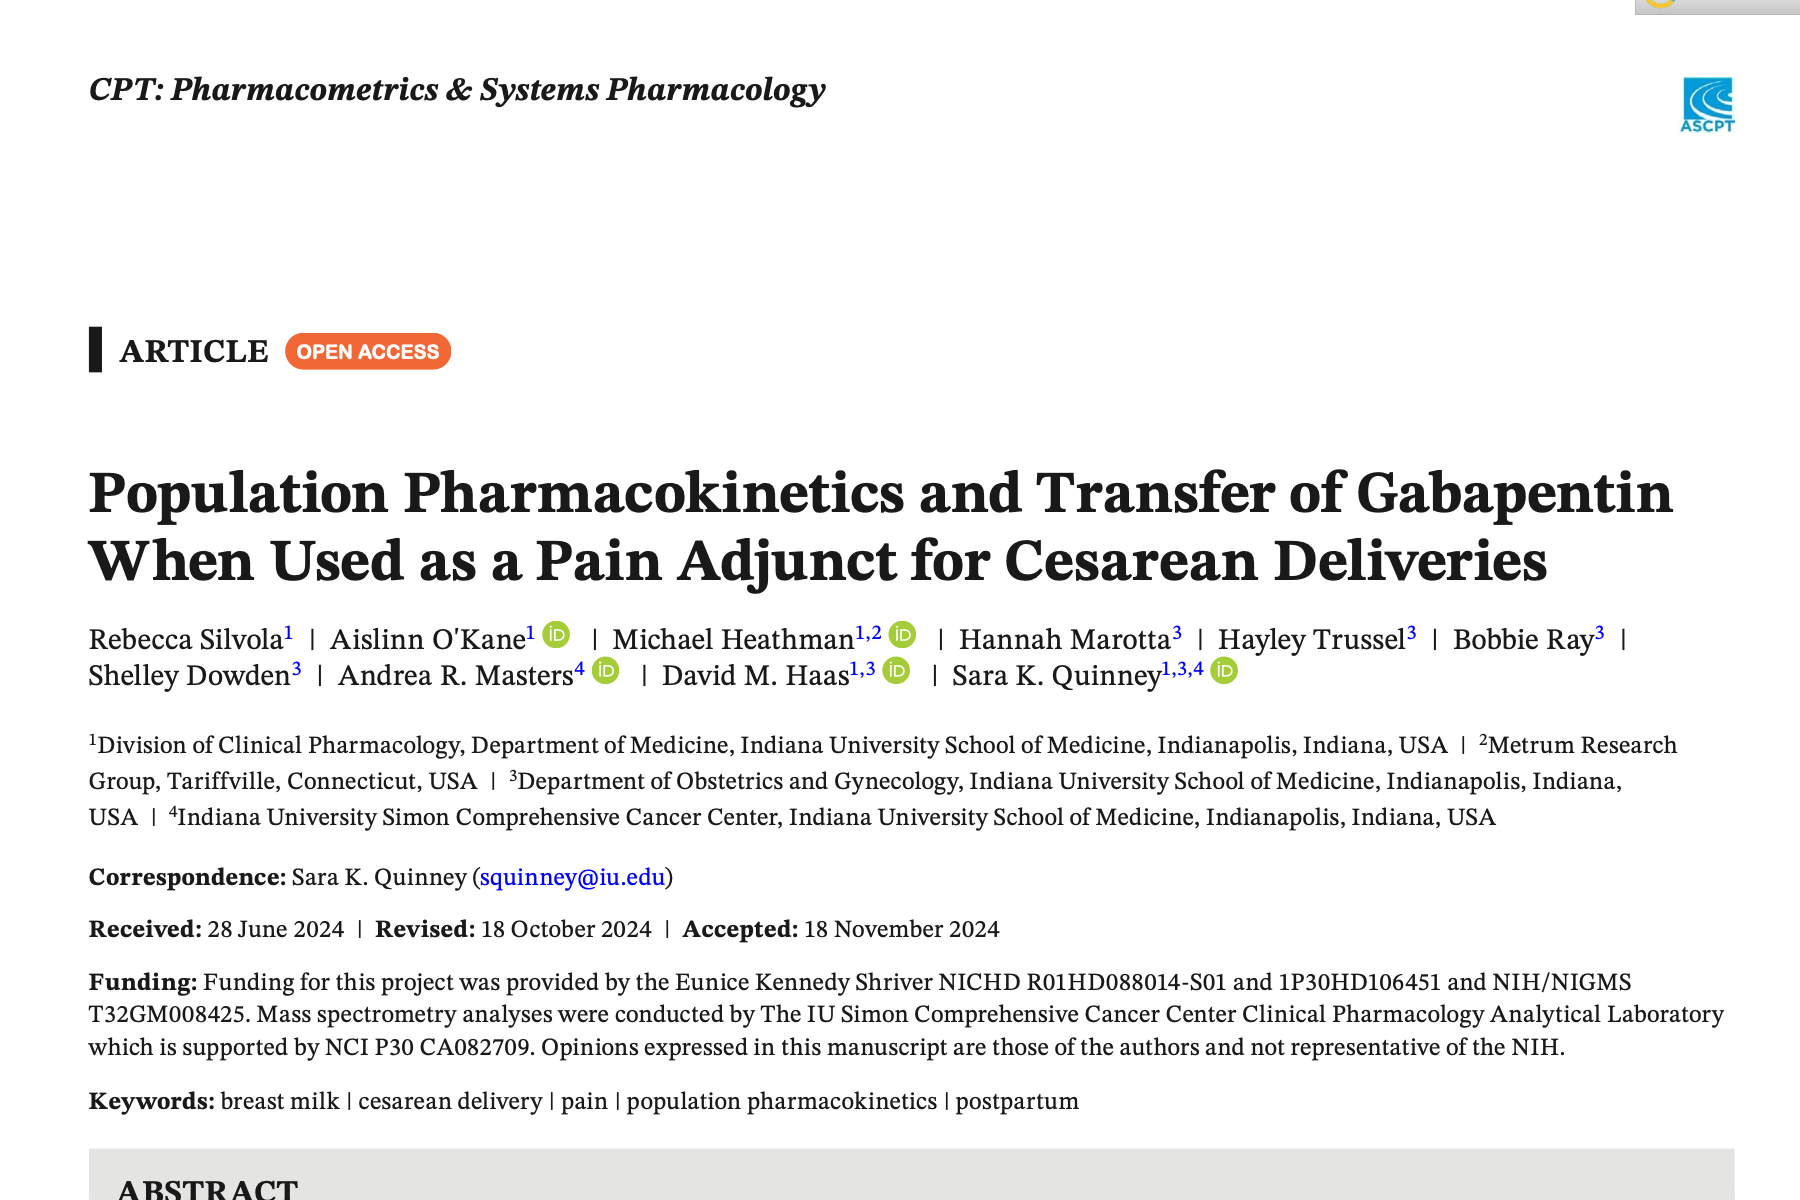 CPT: Pharmacometrics & Systems Pharmacology
ASCPT
ARTICLE OPEN ACCESS
Population Pharmacokinetics and Transfer of Gabapentin
When Used as a Pain Adjunct for Cesarean Deliveries
Rebecca Silvola1 | Aislinn O'Kane1 iD | Michael Heathman1,2 iD | Hannah Marotta3 | Hayley Trussel3 | Bobbie Ray3 |
Shelley Dowden3 | Andrea R. Masters4 iD | David M. Haas1,3 iD | Sara K. Quinney1,3,4 iD
1Division of Clinical Pharmacology, Department of Medicine, Indiana University School of Medicine, Indianapolis, Indiana, USA | 2Metrum Research
Group, Tariffville, Connecticut, USA | 3Department of Obstetrics and Gynecology, Indiana University School of Medicine, Indianapolis, Indiana,
USA | 4Indiana University Simon Comprehensive Cancer Center, Indiana University School of Medicine, Indianapolis, Indiana, USA
Correspondence: Sara K. Quinney (squinney@iu.edu)
Received: 28 June 2024 | Revised: 18 October 2024 | Accepted: 18 November 2024
Funding: Funding for this project was provided by the Eunice Kennedy Shriver NICHD R01HD088014-S01 and 1P30HD106451 and NIH/NIGMS
T32GM008425. Mass spectrometry analyses were conducted by The IU Simon Comprehensive Cancer Center Clinical Pharmacology Analytical Laboratory
which is supported by NCI P30 CA082709. Opinions expressed in this manuscript are those of the authors and not representative of the NIH.
Keywords: breast milk | cesarean delivery | pain | population pharmacokinetics | postpartum
ABSTRACT